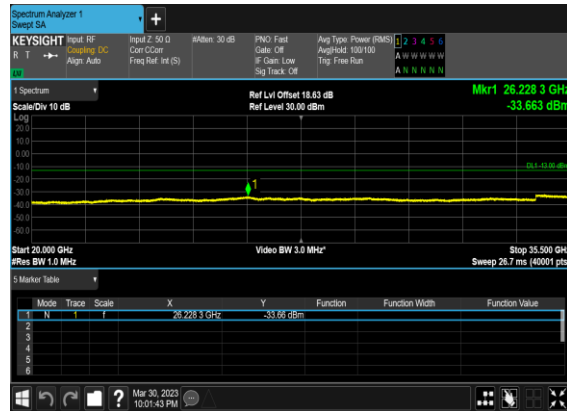 Spectrum Analyzer 1
Swept SA
+
KEYSIGHT Input: RF Input Z: 50 Ω #Atten: 30 dB PNO: Fast Avg Type: Power (RMS) 1 2 3 4 5 6
R T Coupling: DC Corr CCorr Gate: Off Avg|Hold: 100/100 A W W W W W
Align: Auto Freq Ref: Int (S) IF Gain: Low Trig: Free Run
Sig Track: Off A N N N N N
1 Spectrum Ref Lvl Offset 18.63 dB Mkr1 26.228 3 GHz
Scale/Div 10 dB Ref Level 30.00 dBm -33.663 dBm
Log
20.0
10.0
0.00
-10.0 DL1 -13.00 dBm
-20.0
-30.0 1
-40.0
-50.0
-60.0
Start 20.000 GHz Video BW 3.0 MHz* Stop 35.500 GHz
#Res BW 1.0 MHz Sweep 26.7 ms (40001 pts)
5 Marker Table
Mode Trace Scale X Y Function Function Width Function Value
1 N 1 f 26.228 3 GHz -33.66 dBm
2
3
4
5
6
? Mar 30, 2023
10:01:43 PM